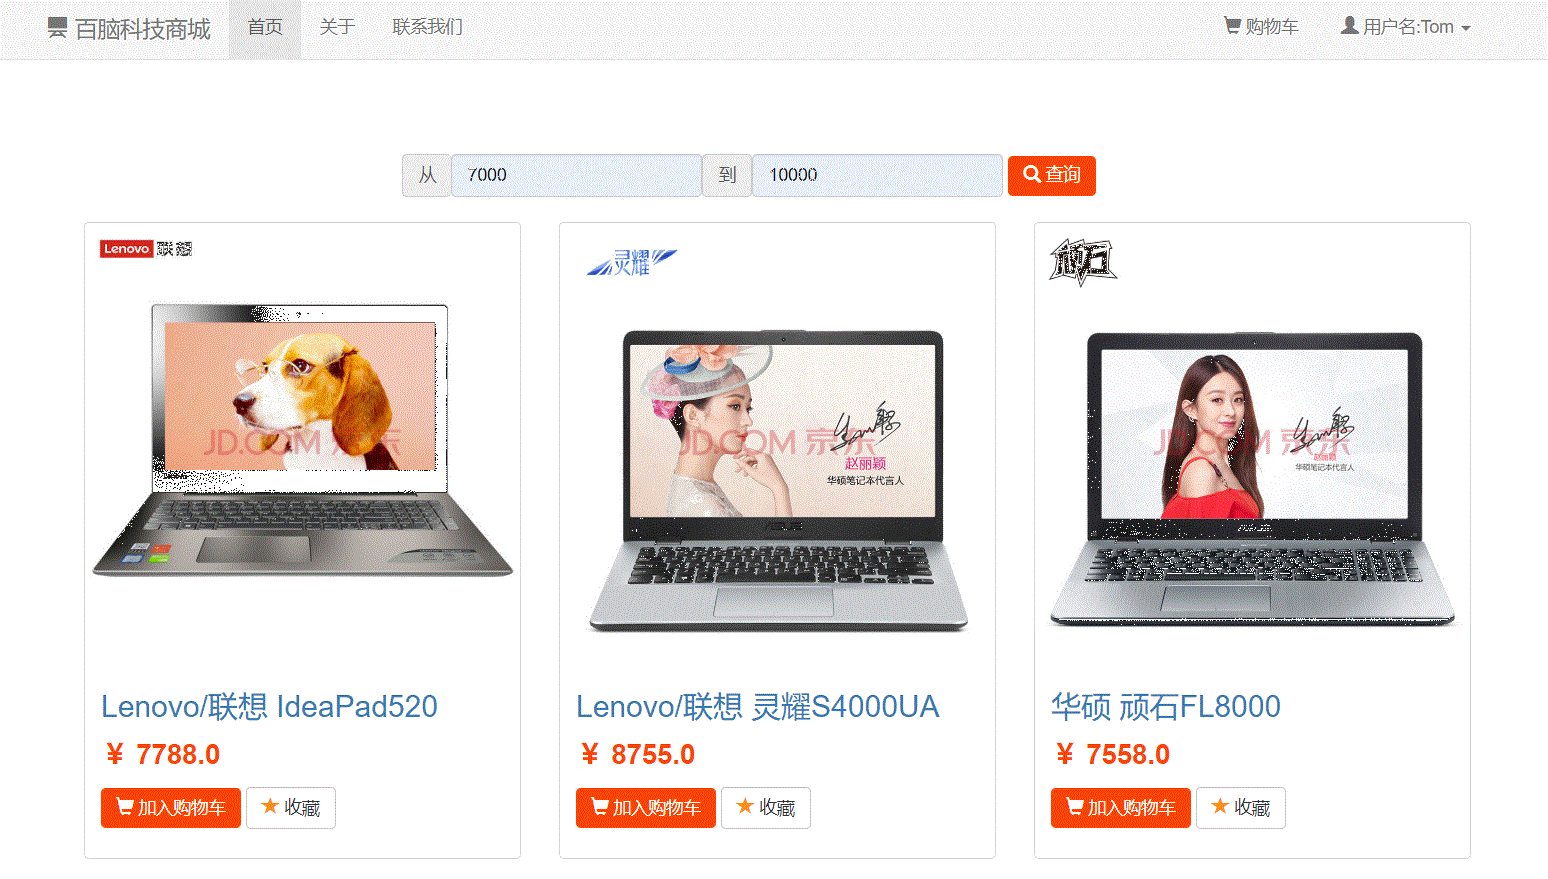 百脑科技商城 首页 关于 联系我们 购物车 用户名:Tom
从 7000 到 10000 查询
Lenovo 联想
灵耀
顽石
JD.COM 京东
JD.COM 京东
赵丽颖
华硕笔记本代言人
JD.COM 京东
赵丽颖
华硕笔记本代言人
ASUS
ASUS
Lenovo/联想 IdeaPad520
Lenovo/联想 灵耀S4000UA
华硕 顽石FL8000
¥ 7788.0
¥ 8755.0
¥ 7558.0
加入购物车 收藏
加入购物车 收藏
加入购物车 收藏